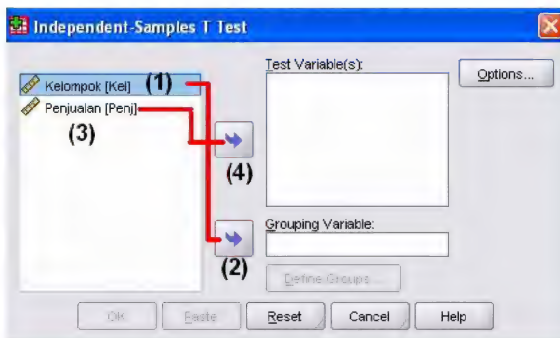 Independent-Samples T Test
Kelompok [Kel] (1)
Penjualan [Penj]
(3)
Test Variable(s):
Options...
(4)
Grouping Variable:
(2)
Define Groups...
OK Paste Reset Cancel Help